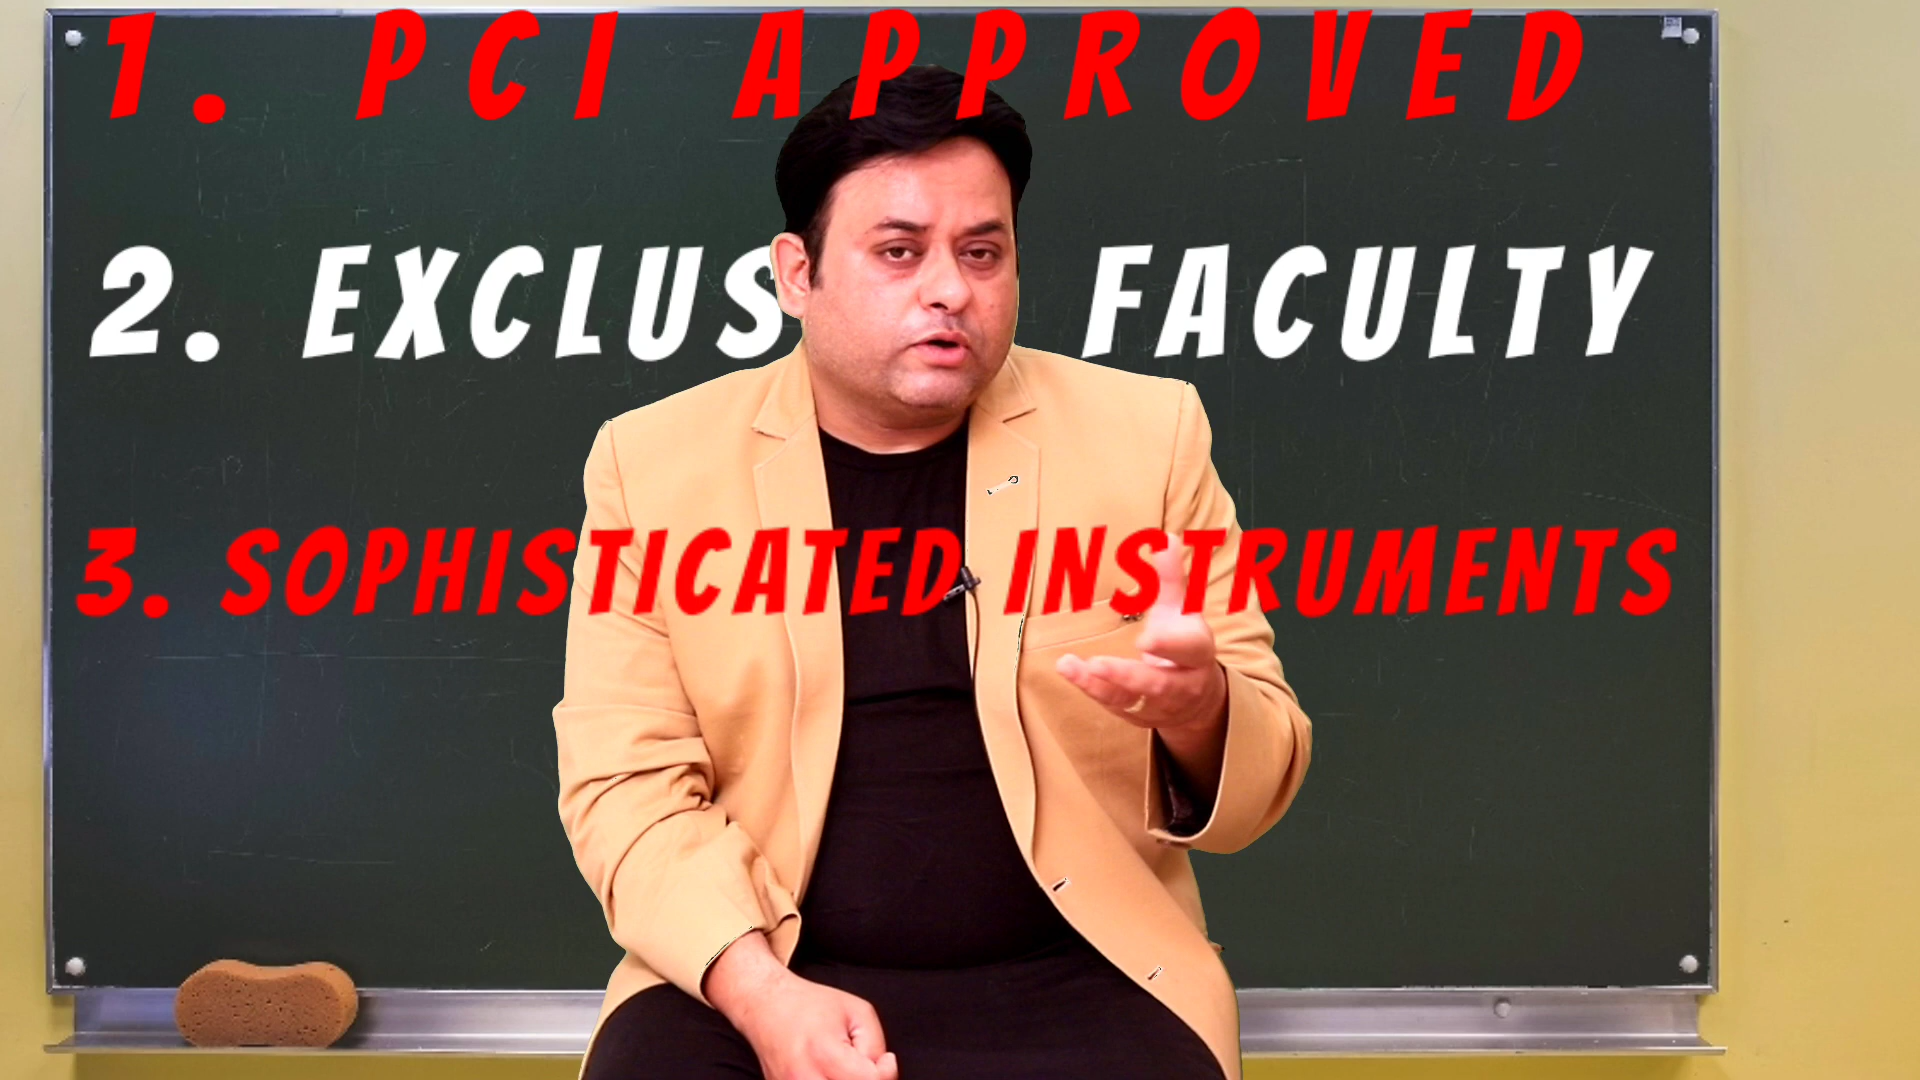 1. PCI APPROVED
2. EXCLUS FACULTY
3. SOPHISTICATED INSTRUMENTS